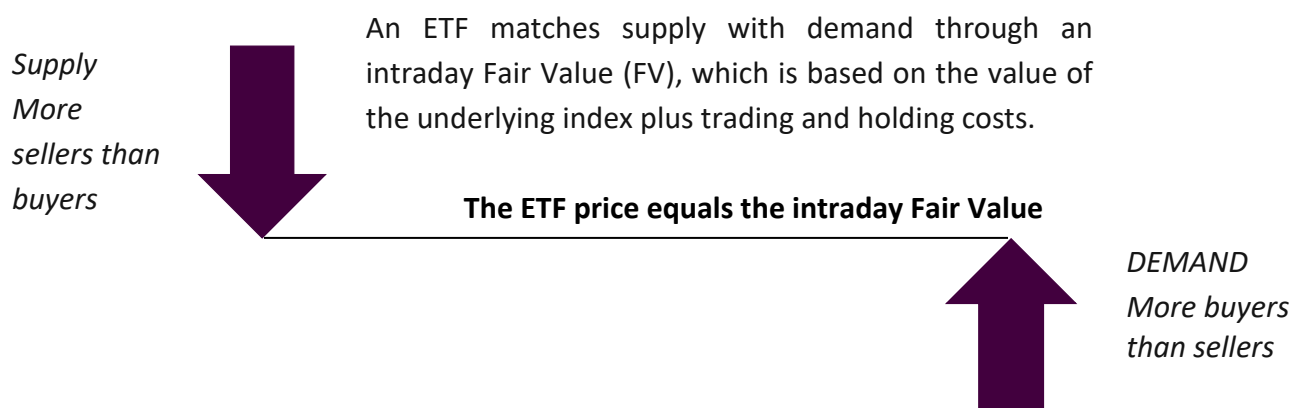 Supply
More
sellers than
buyers
An ETF matches supply with demand through an
intraday Fair Value (FV), which is based on the value of
the underlying index plus trading and holding costs.
The ETF price equals the intraday Fair Value
DEMAND
More buyers
than sellers